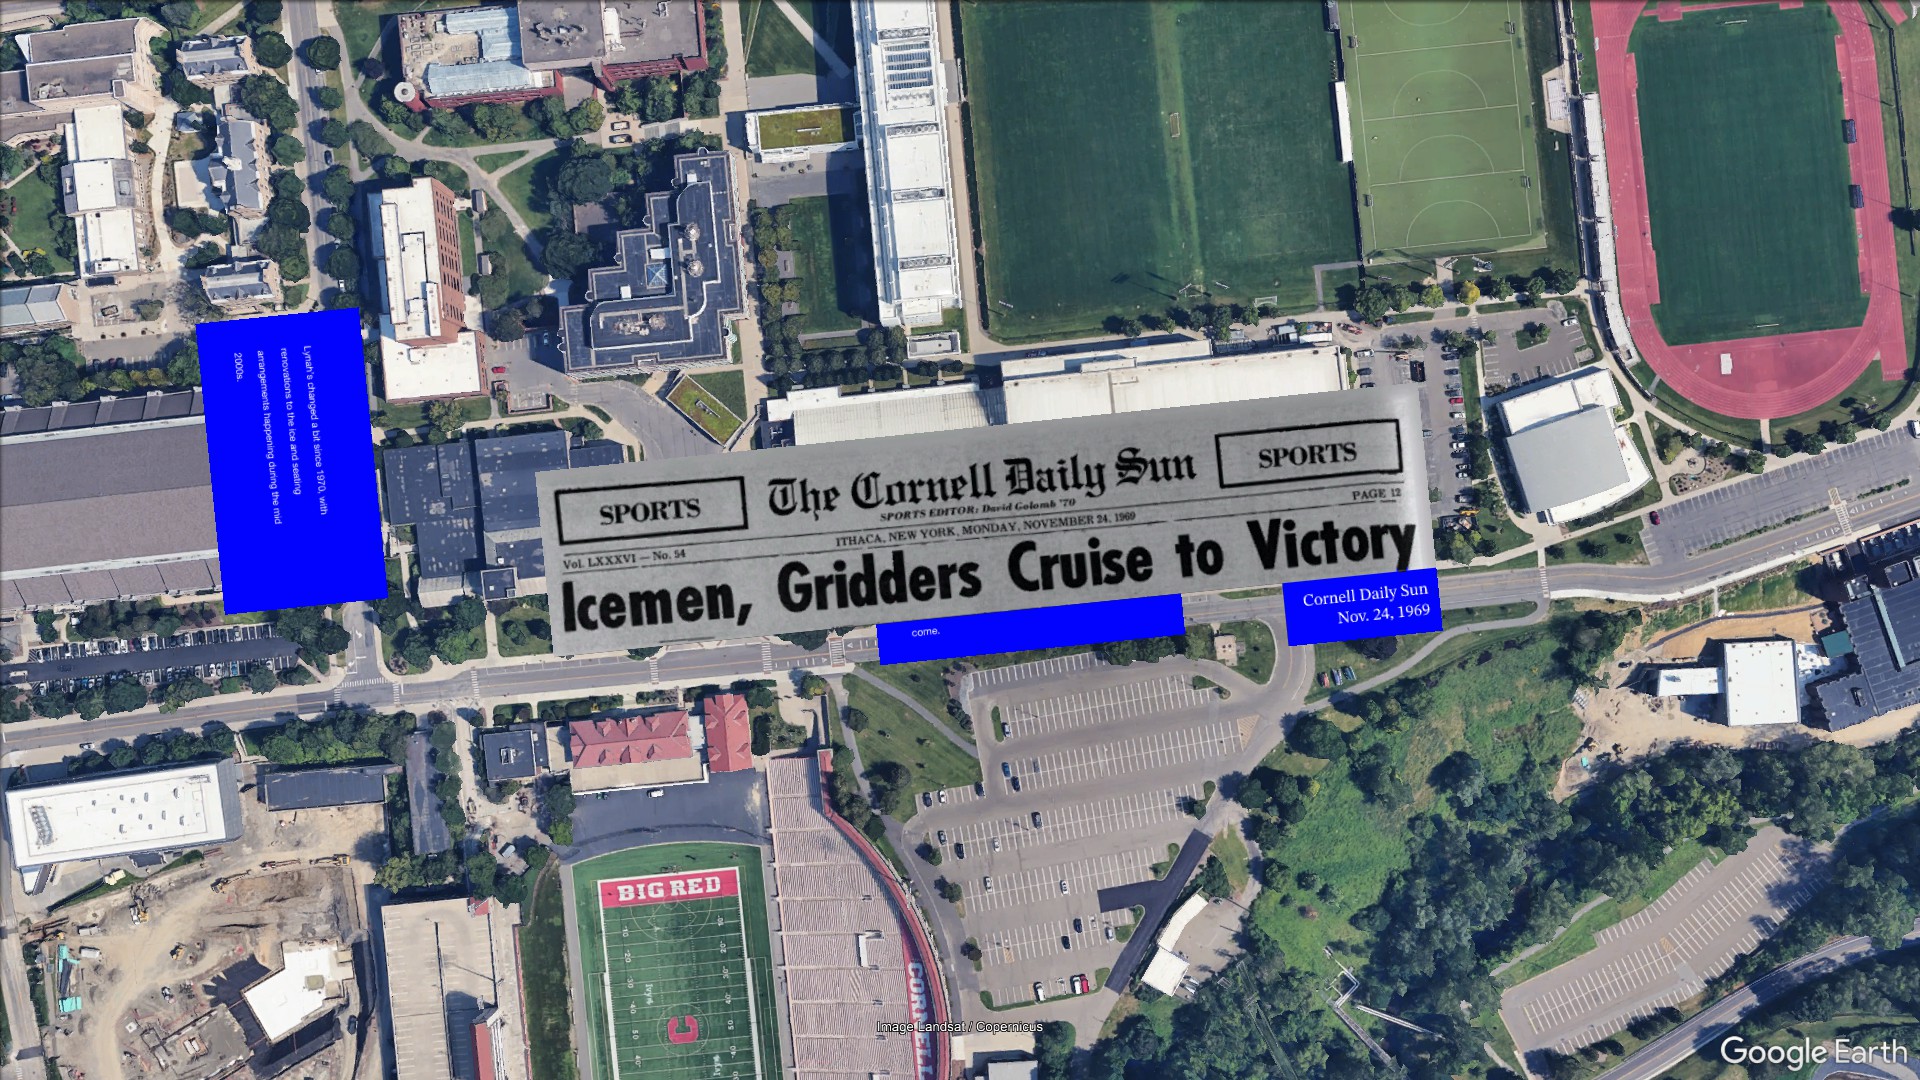 Lynah's changed a bit since 1970, with
renovations to the ice and seating
arrangements happening during the mid
2000s.
SPORTS
The Cornell Daily Sun
SPORTS
SPORTS EDITOR: David Golomb '70
Vol. LXXXVI — No. 54
ITHACA, NEW YORK, MONDAY, NOVEMBER 24, 1969
PAGE 12
Icemen, Gridders Cruise to Victory
come.
Cornell Daily Sun
Nov. 24, 1969
BIG RED
C
CORNELL
Image Landsat / Copernicus
Google Earth